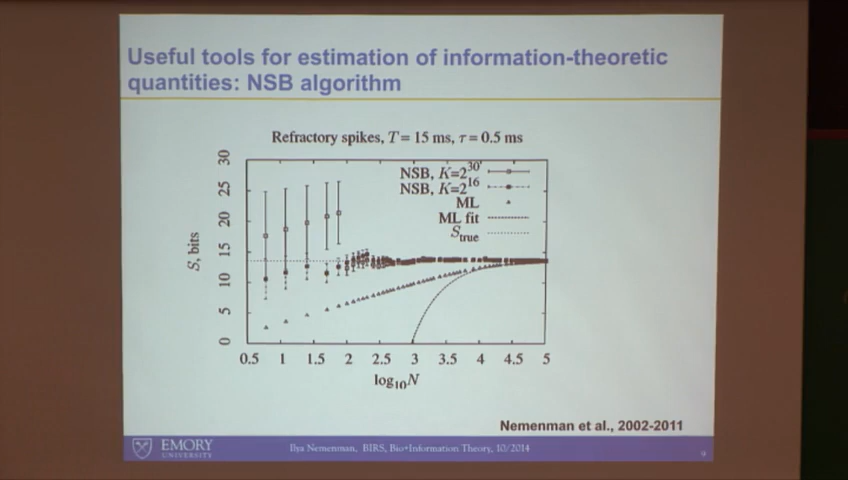 Useful tools for estimation of information-theoretic
quantities: NSB algorithm
Refractory spikes, T = 15 ms, τ = 0.5 ms
NSB, K=2^30
NSB, K=2^16
ML
ML fit
S_true
S, bits
30
25
20
15
10
5
0
0.5 1 1.5 2 2.5 3 3.5 4 4.5 5
log₁₀N
Nemenman et al., 2002-2011
EMORY
UNIVERSITY
Ilya Nemenman, BIRS, Bio+Information Theory, 10/2014
9